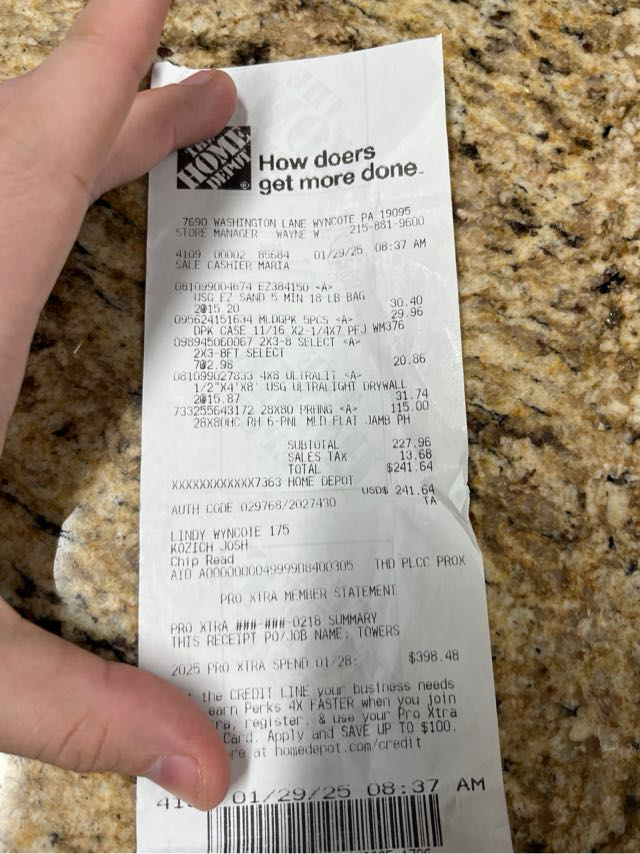 THE
HOME
DEPOT
®
How doers
get more done™
7690 WASHINGTON LANE WYNCOTE PA 19095
STORE MANAGER WAYNE W 215-881-9600
4109 00002 85684 01/29/25 08:37 AM
SALE CASHIER MARIA
081099004674 EZ384150 <A>
USG EZ SAND 5 MIN 18 LB BAG
2@15.20 30.40
095624151634 MLDGPK 5PCS <A> 29.96
DPK CASE 11/16 X2-1/4X7 PFJ WM376
098945060067 2X3-8 SELECT <A>
2X3-8FT SELECT
7@2.98 20.86
081099027833 4X8 ULTRALIT <A>
1/2"X4'X8' USG ULTRALIGHT DRYWALL
2@15.87 31.74
733255643172 28X80 PRHNG <A> 115.00
28X80HC RH 6-PNL MLD FLAT JAMB PH
SUBTOTAL 227.96
SALES TAX 13.68
TOTAL $241.64
XXXXXXXXXXXX7363 HOME DEPOT
USD$ 241.64
AUTH CODE 029768/2027430 TA
LINDY WYNCOTE 175
KOZICH JOSH
Chip Read
AID A0000000049999D8400305 THD PLCC PROX
PRO XTRA MEMBER STATEMENT
PRO XTRA ###-###-0218 SUMMARY
THIS RECEIPT PO/JOB NAME: TOWERS
2025 PRO XTRA SPEND 01/28: $398.48
the CREDIT LINE your business needs
earn Perks 4X FASTER when you join
register, & use your Pro Xtra
Card. Apply and SAVE UP TO $100.
at homedepot.com/credit
01/29/25 08:37 AM